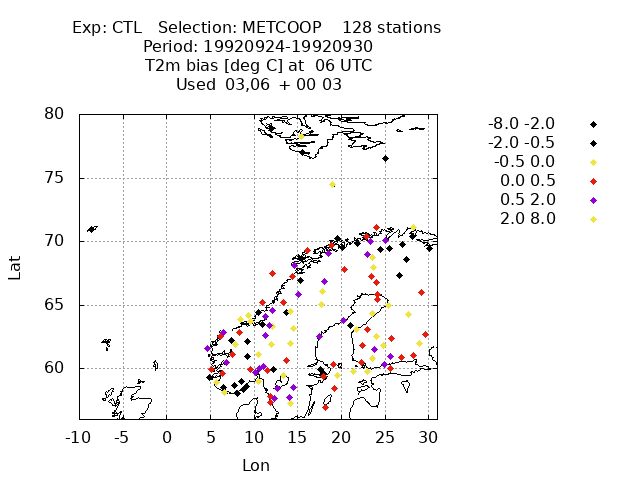 Exp: CTL   Selection: METCOOP    128 stations
Period: 19920924-19920930
T2m bias [deg C] at  06 UTC
Used  03,06  + 00 03
80
75
70
65
60
Lat
-10 -5 0 5 10 15 20 25 30
Lon
-8.0 -2.0
-2.0 -0.5
-0.5 0.0
0.0 0.5
0.5 2.0
2.0 8.0